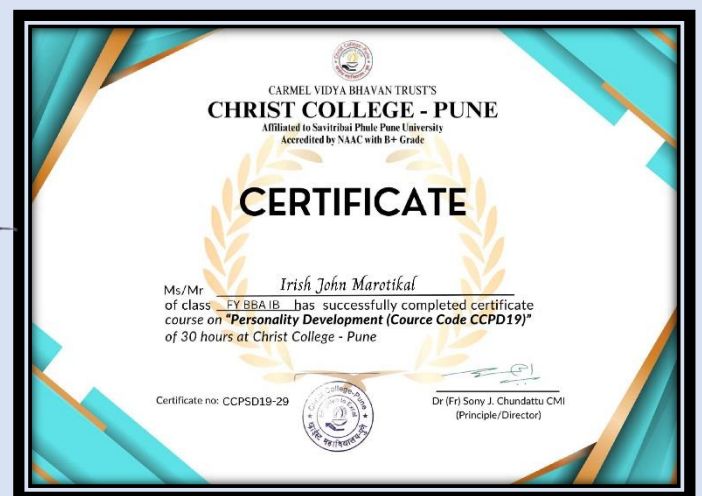 CARMEL VIDYA BHAVAN TRUST'S
CHRIST COLLEGE - PUNE
Affiliated to Savitribai Phule Pune University
Accredited by NAAC with B+ Grade
CERTIFICATE
Ms/Mr Irish John Marotikal
of class FY BBA IB has successfully completed certificate
course on "Personality Development (Cource Code CCPD19)"
of 30 hours at Christ College - Pune
Certificate no: CCPSD19-29
Christ College-Pune
Dr (Fr) Sony J. Chundattu CMI
(Principle/Director)